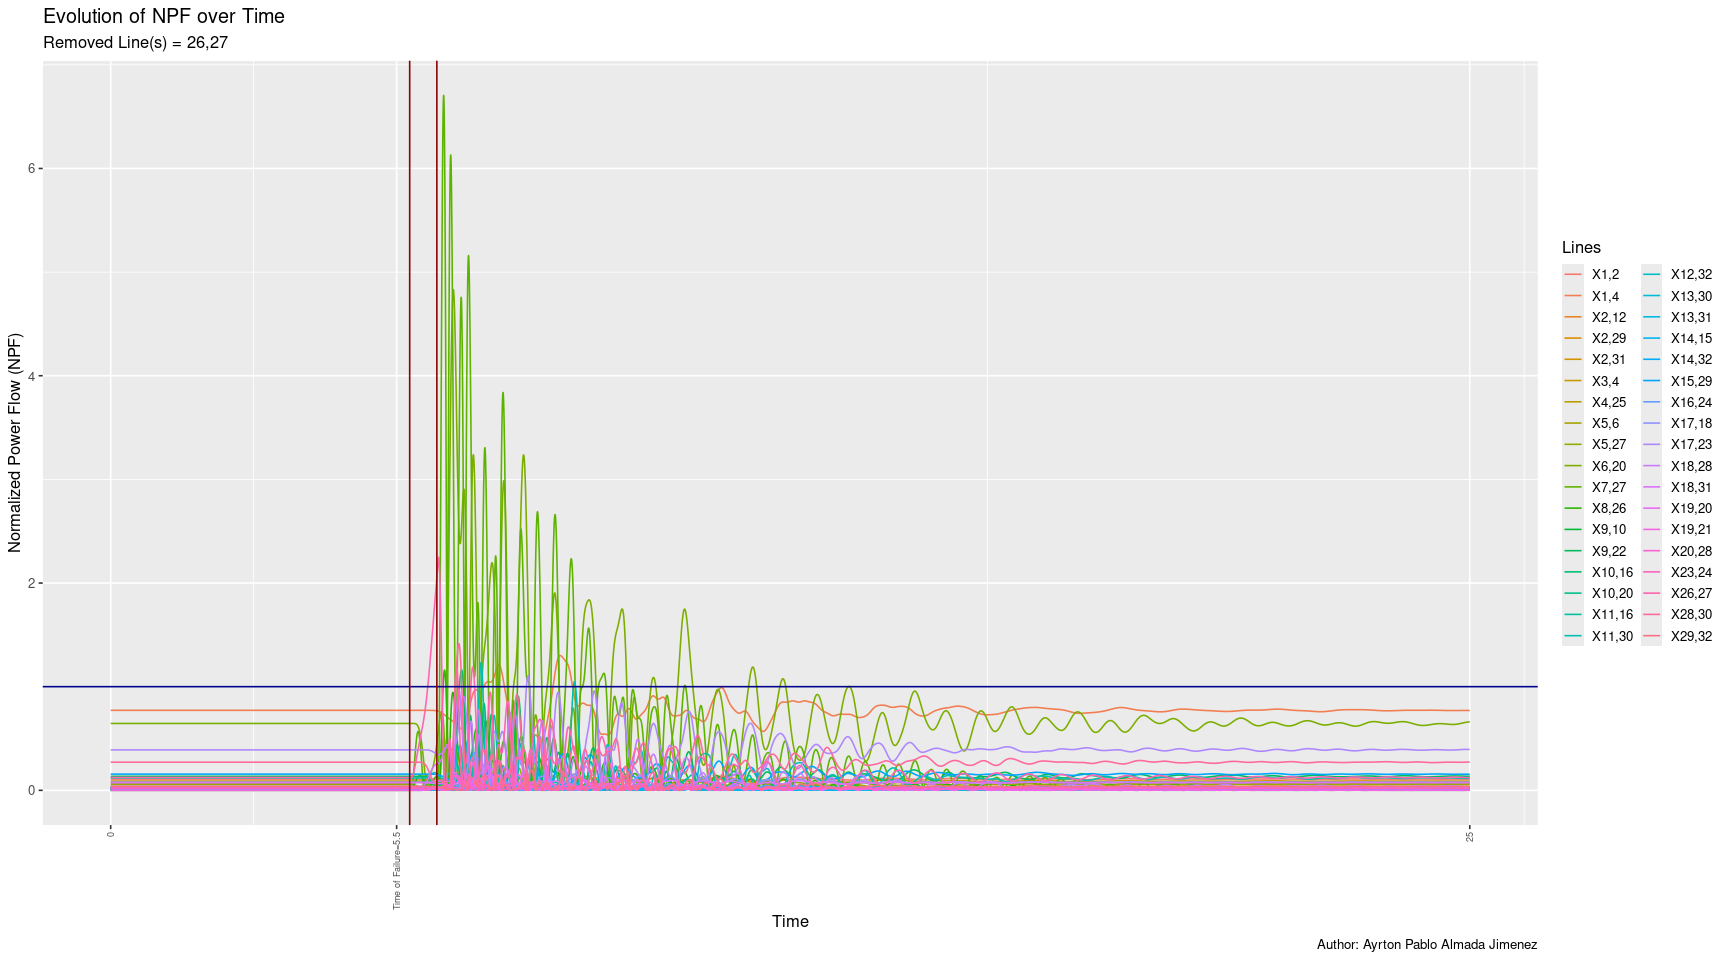 Evolution of NPF over Time
Removed Line(s) = 26,27
Normalized Power Flow (NPF)
6
4
2
0
0
Time of Failure=5.5
25
Time
Lines
X1,2
X1,4
X2,12
X2,29
X2,31
X3,4
X4,25
X5,6
X5,27
X6,20
X7,27
X8,26
X9,10
X9,22
X10,16
X10,20
X11,16
X11,30
X12,32
X13,30
X13,31
X14,15
X14,32
X15,29
X16,24
X17,18
X17,23
X18,28
X18,31
X19,20
X19,21
X20,28
X23,24
X26,27
X28,30
X29,32
Author: Ayrton Pablo Almada Jimenez